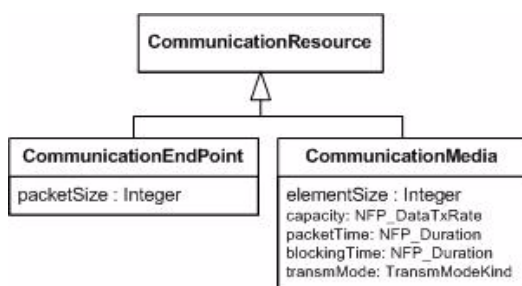 CommunicationResource
CommunicationEndPoint
packetSize : Integer
CommunicationMedia
elementSize : Integer
capacity: NFP_DataTxRate
packetTime: NFP_Duration
blockingTime: NFP_Duration
transmMode: TransmModeKind